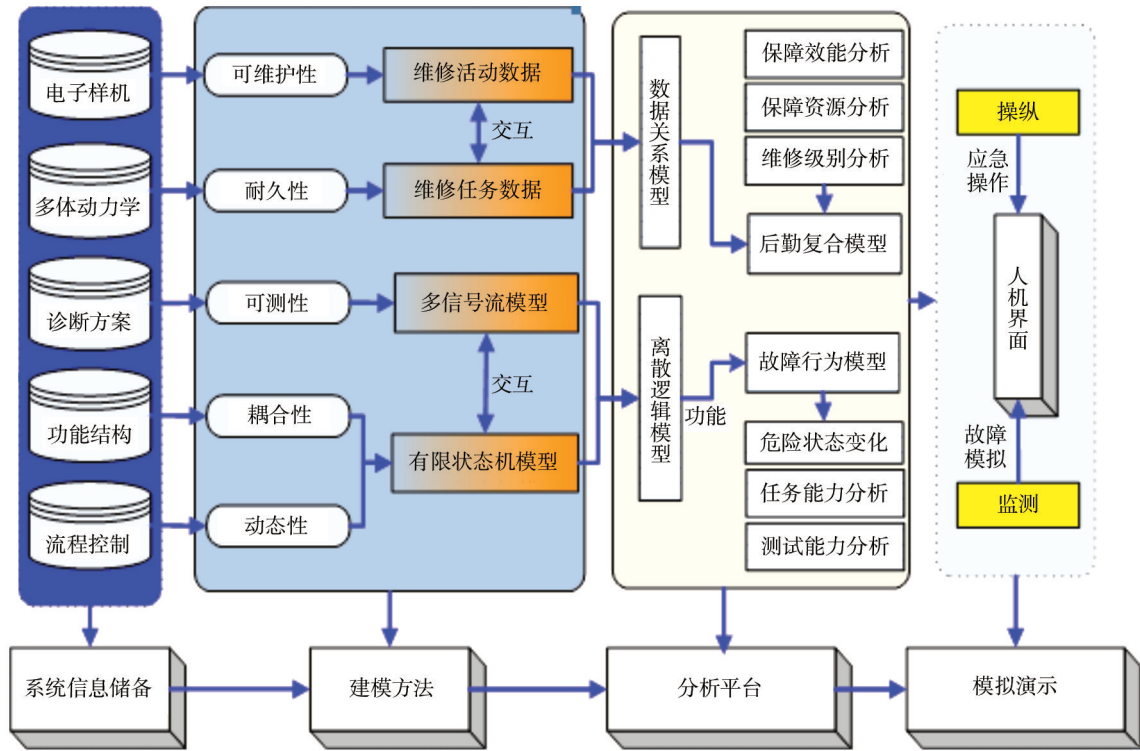 电子样机
多体动力学
诊断方案
功能结构
流程控制
可维护性
耐久性
可测性
耦合性
动态性
维修活动数据
交互
维修任务数据
多信号流模型
交互
有限状态机模型
数据关系模型
离散逻辑模型
功能
保障效能分析
保障资源分析
维修级别分析
后勤复合模型
故障行为模型
危险状态变化
任务能力分析
测试能力分析
操纵
应急
操作
人机界面
故障
模拟
监测
系统信息储备
建模方法
分析平台
模拟演示